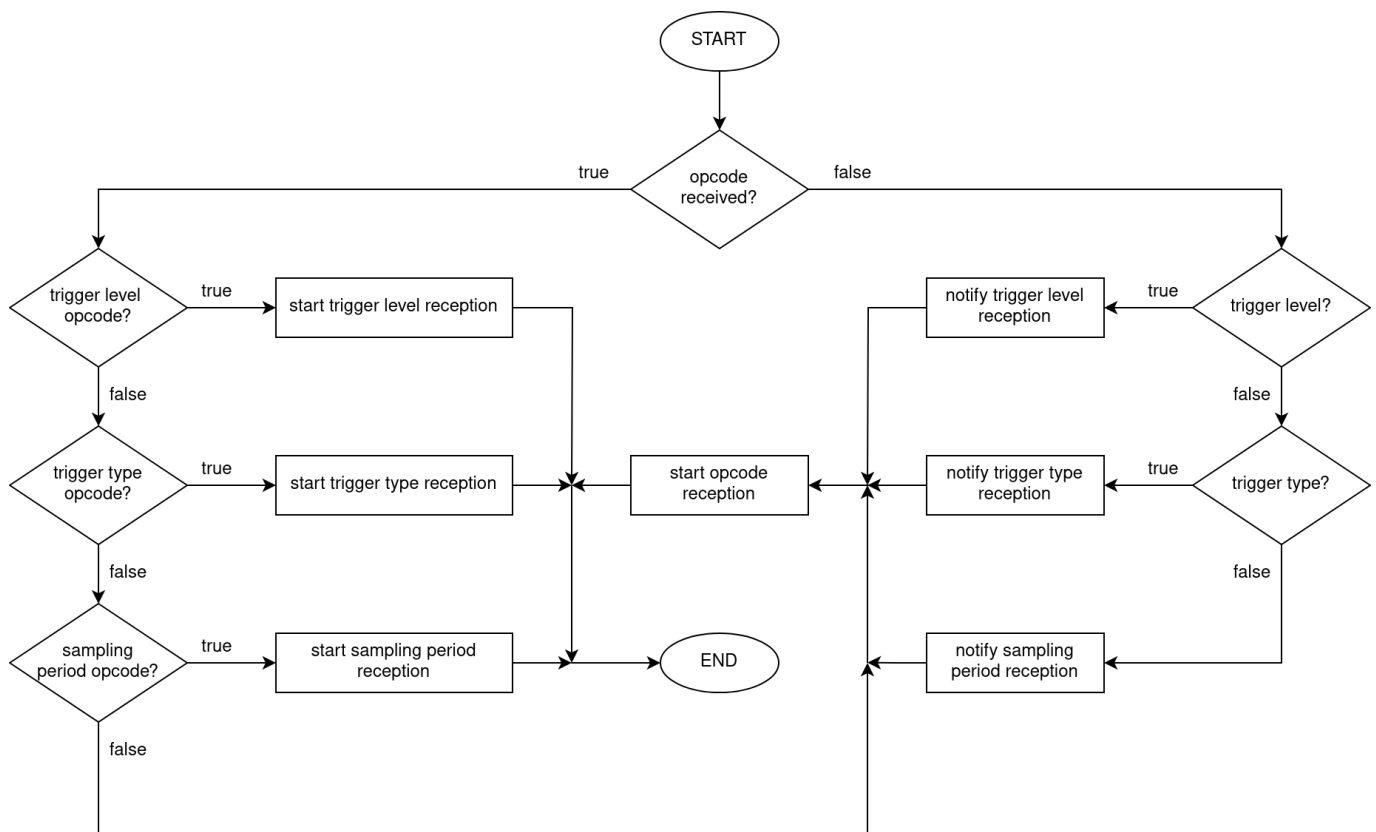 START
opcode
received?
true
false
trigger level
opcode?
true
start trigger level reception
notify trigger level
reception
true
trigger level?
false
false
trigger type
opcode?
true
start trigger type reception
start opcode
reception
notify trigger type
reception
true
trigger type?
false
false
sampling
period opcode?
true
start sampling period
reception
END
notify sampling
period reception
false